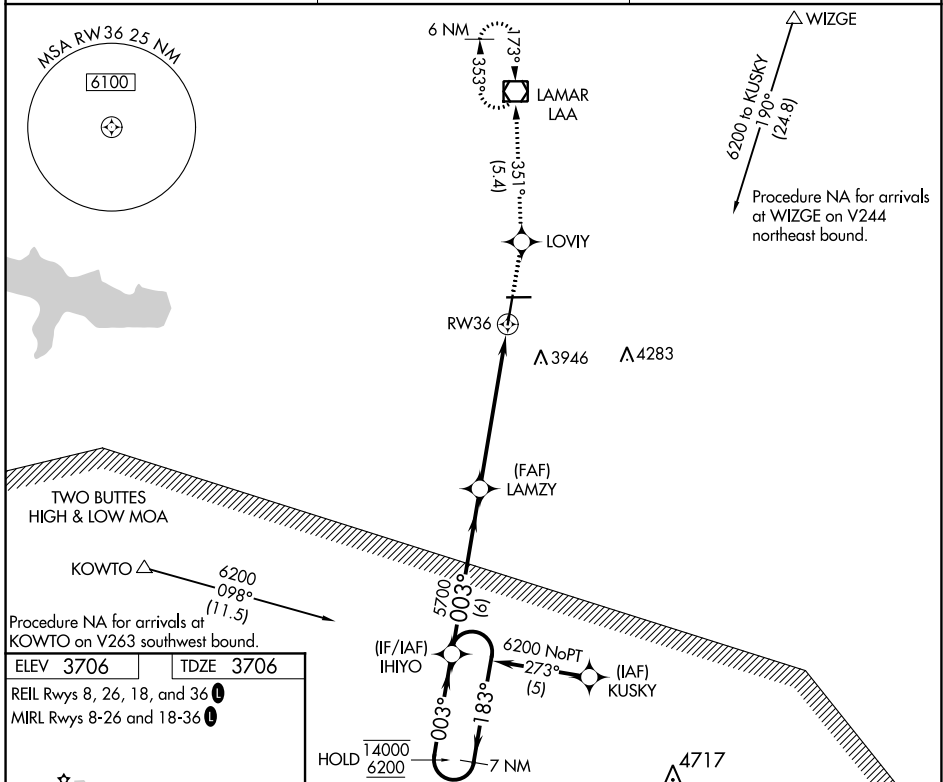 MSA RW36 25 NM
6100
6 NM
173°
353°
LAMAR
LAA
351°
(5.4)
WIZGE
6200 to KUSKY
190°
(24.8)
Procedure NA for arrivals
at WIZGE on V244
northeast bound.
LOVIY
RW36
3946
4283
(FAF)
LAMZY
TWO BUTTES
HIGH & LOW MOA
KOWTO
6200
098°
(11.5)
Procedure NA for arrivals at
KOWTO on V263 southwest bound.
5700
003°
(6)
(IF/IAF)
IHIYO
6200 NoPT
273°
(5)
(IAF)
KUSKY
003°
183°
HOLD
14000
6200
7 NM
4717
ELEV 3706
TDZE 3706
REIL Rwys 8, 26, 18, and 36 L
MIRL Rwys 8-26 and 18-36 L